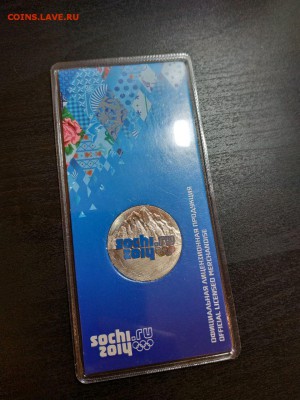 COINS.LAVE.RU
sochi.ru
2014
ОФИЦИАЛЬНАЯ ЛИЦЕНЗИОННАЯ ПРОДУКЦИЯ
OFFICIAL LICENSED MERCHANDISE
sochi.ru
2014